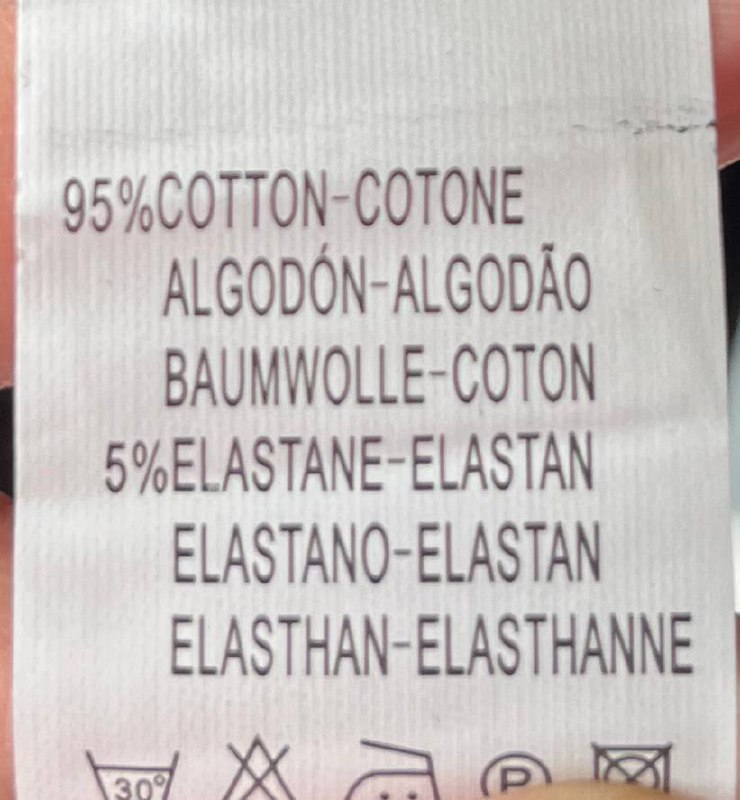 95%COTTON-COTONE
ALGODÓN-ALGODÃO
BAUMWOLLE-COTON
5%ELASTANE-ELASTAN
ELASTANO-ELASTAN
ELASTHAN-ELASTHANNE
30° P